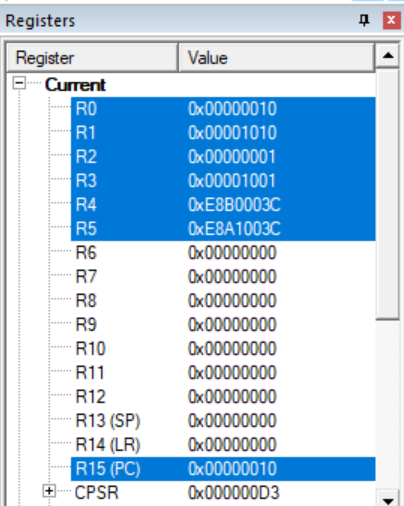 Registers
Register Value
Current
R0 0x00000010
R1 0x00001010
R2 0x00000001
R3 0x00001001
R4 0xE8B0003C
R5 0xE8A1003C
R6 0x00000000
R7 0x00000000
R8 0x00000000
R9 0x00000000
R10 0x00000000
R11 0x00000000
R12 0x00000000
R13 (SP) 0x00000000
R14 (LR) 0x00000000
R15 (PC) 0x00000010
CPSR 0x000000D3